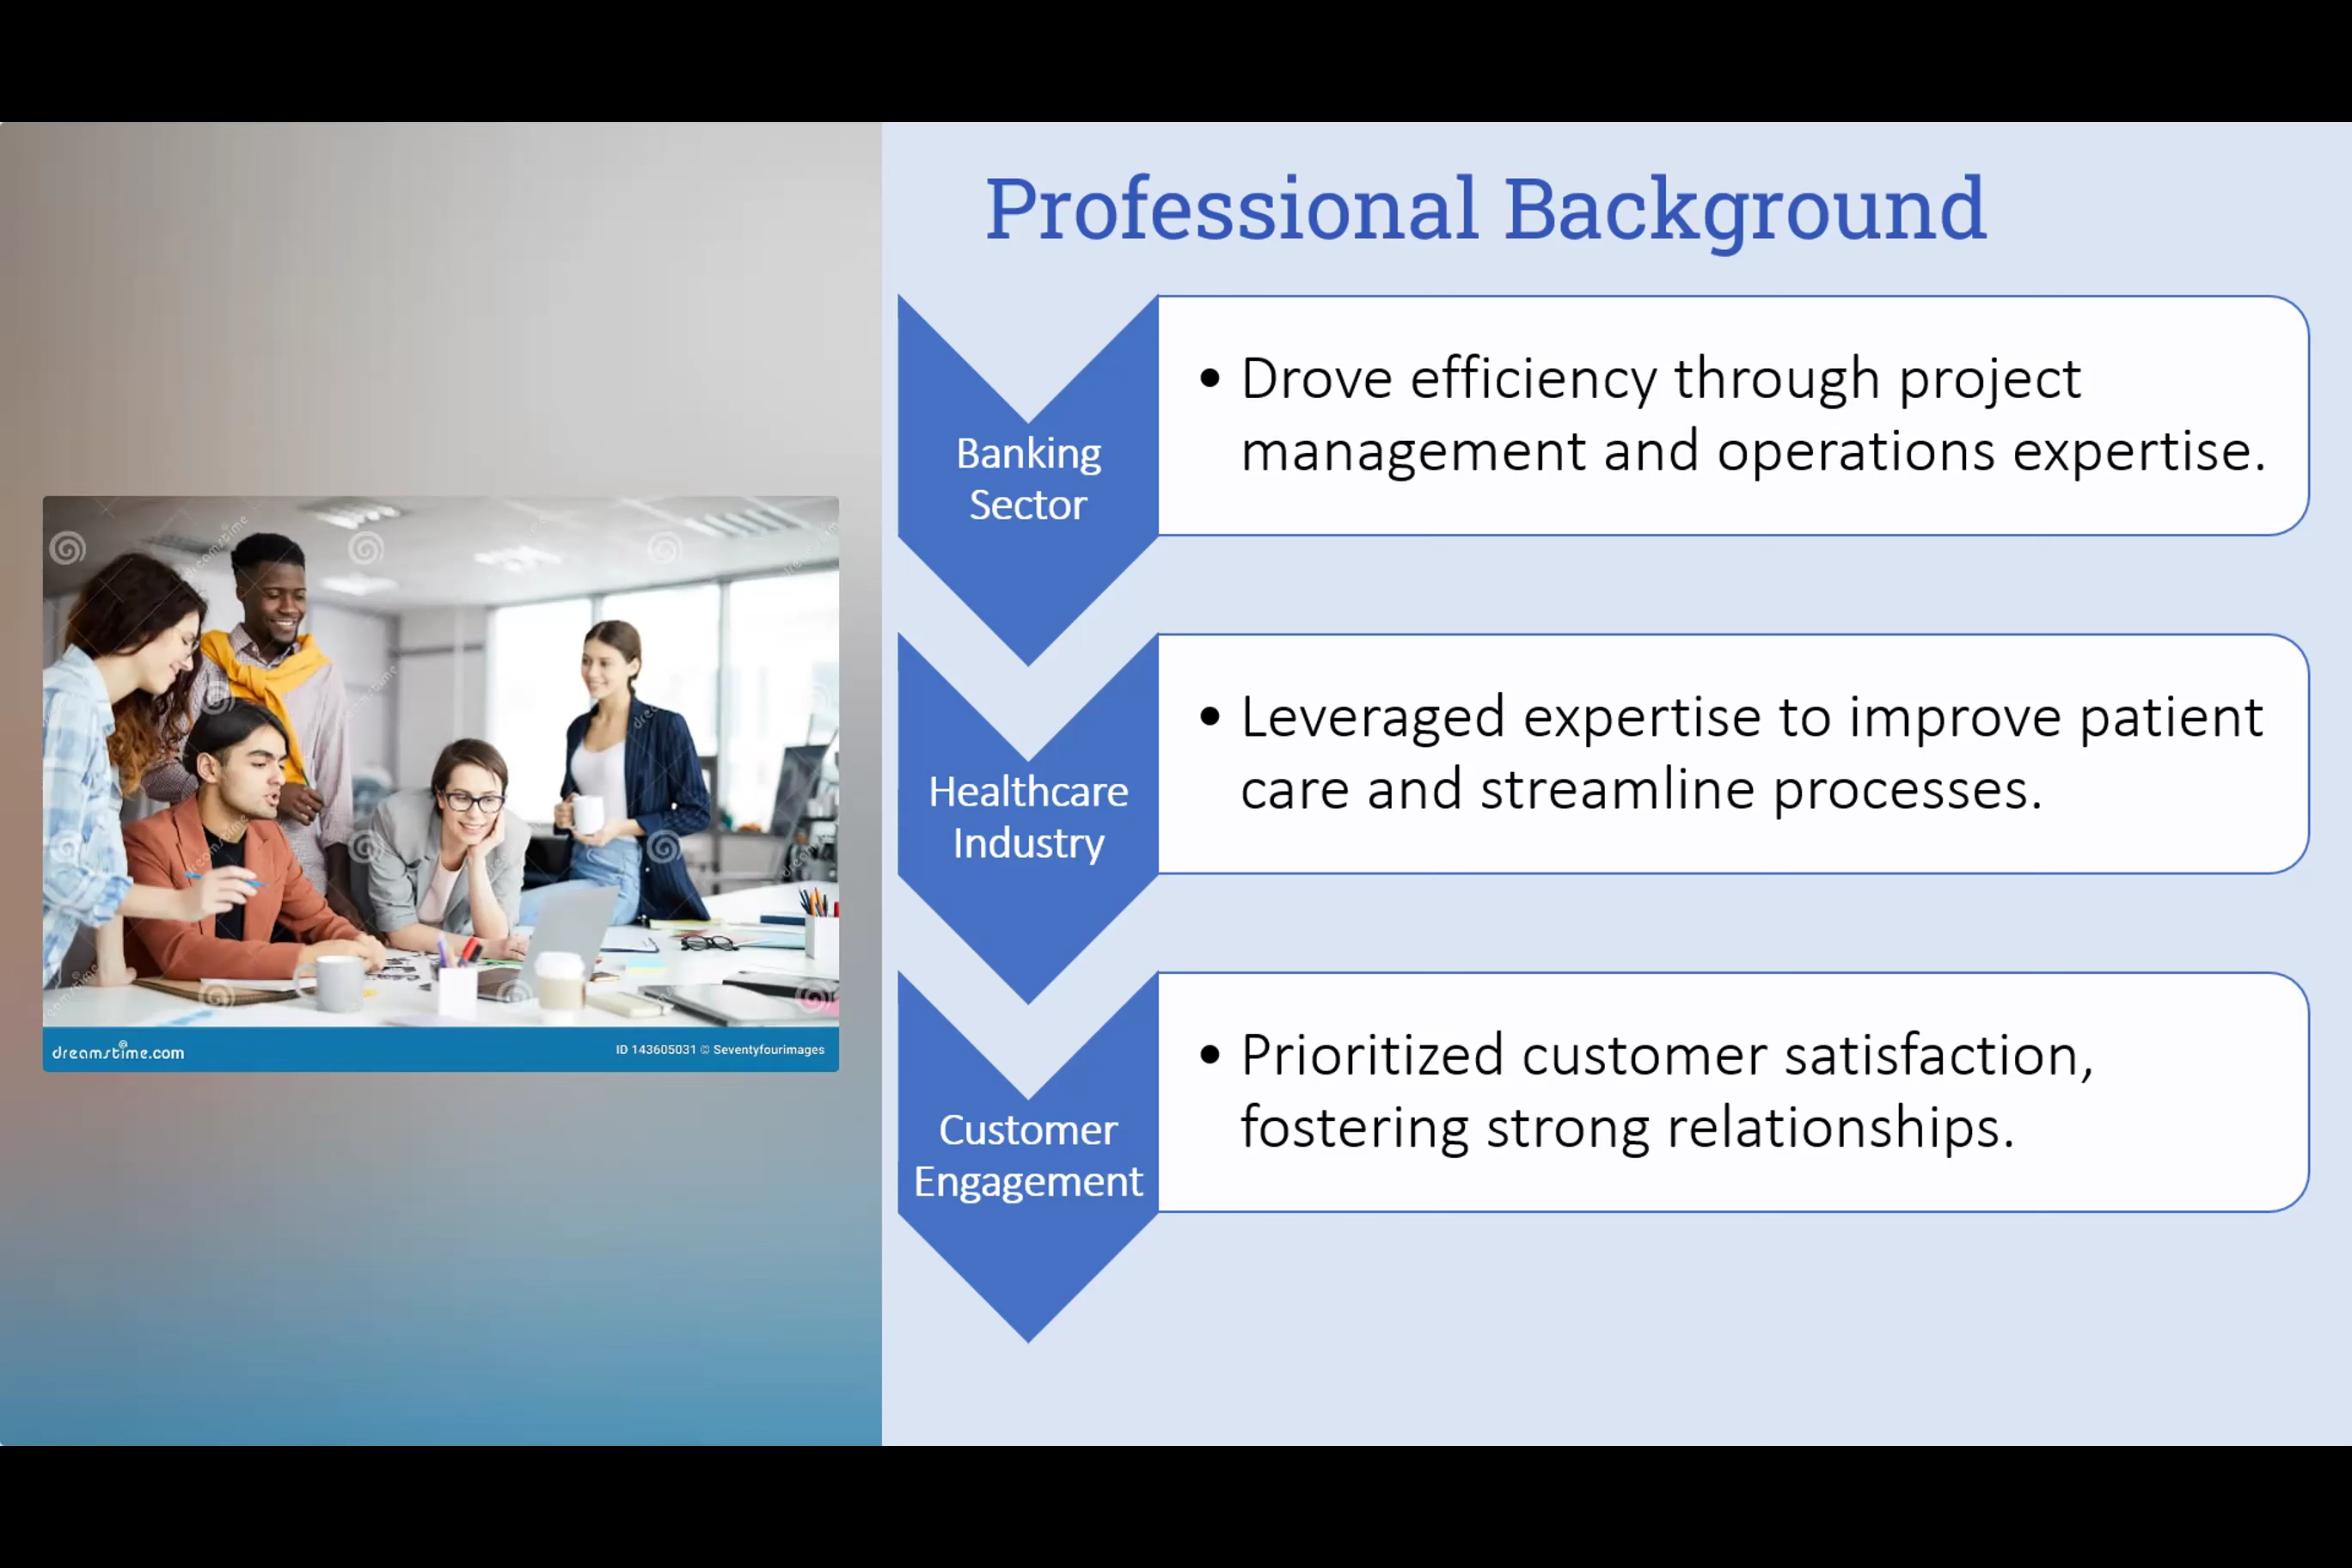 Professional Background
Banking
Sector
• Drove efficiency through project
management and operations expertise.
Healthcare
Industry
• Leveraged expertise to improve patient
care and streamline processes.
Customer
Engagement
• Prioritized customer satisfaction,
fostering strong relationships.
dreamstime.com
ID 143605031 © Seventyfourimages